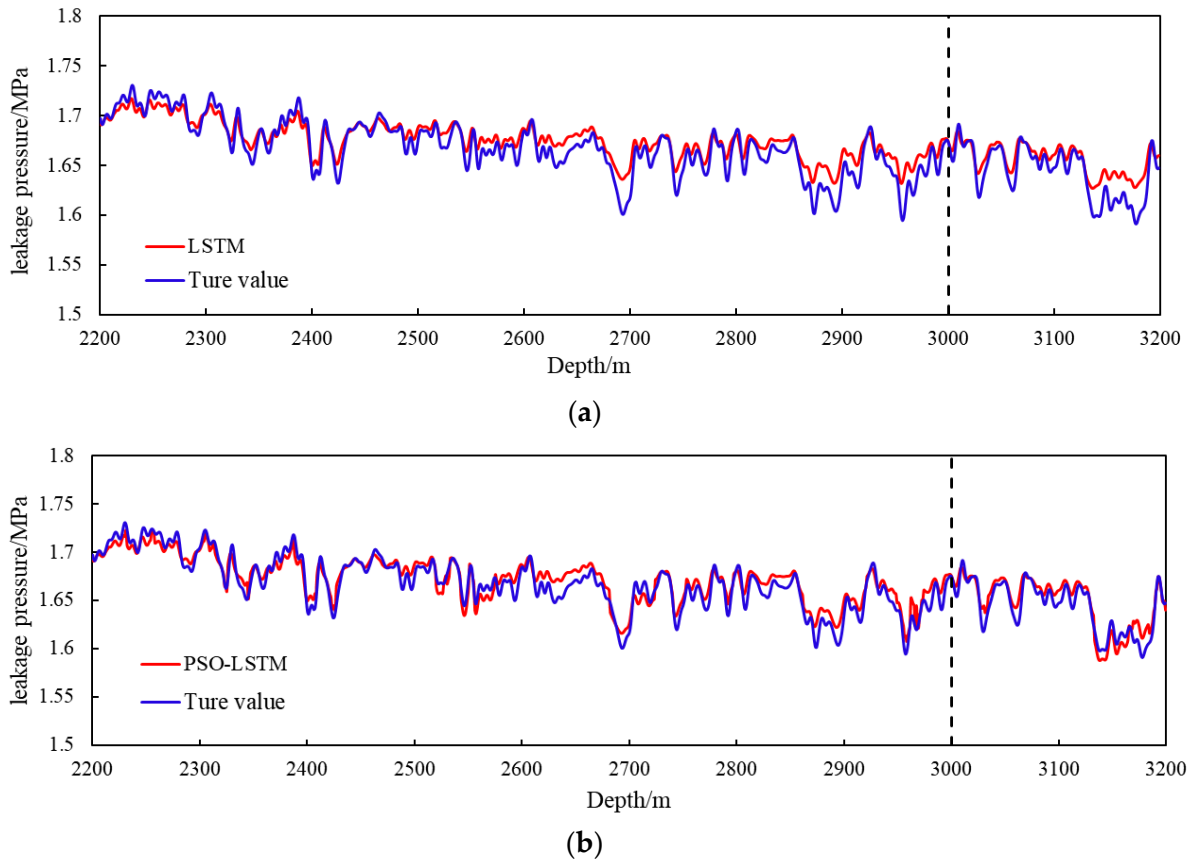 1.8
1.75
1.7
1.65
1.6
1.55
1.5
leakage pressure/MPa
LSTM
Ture value
2200 2300 2400 2500 2600 2700 2800 2900 3000 3100 3200
Depth/m
(a)
1.8
1.75
1.7
1.65
1.6
1.55
1.5
leakage pressure/MPa
PSO-LSTM
Ture value
2200 2300 2400 2500 2600 2700 2800 2900 3000 3100 3200
Depth/m
(b)